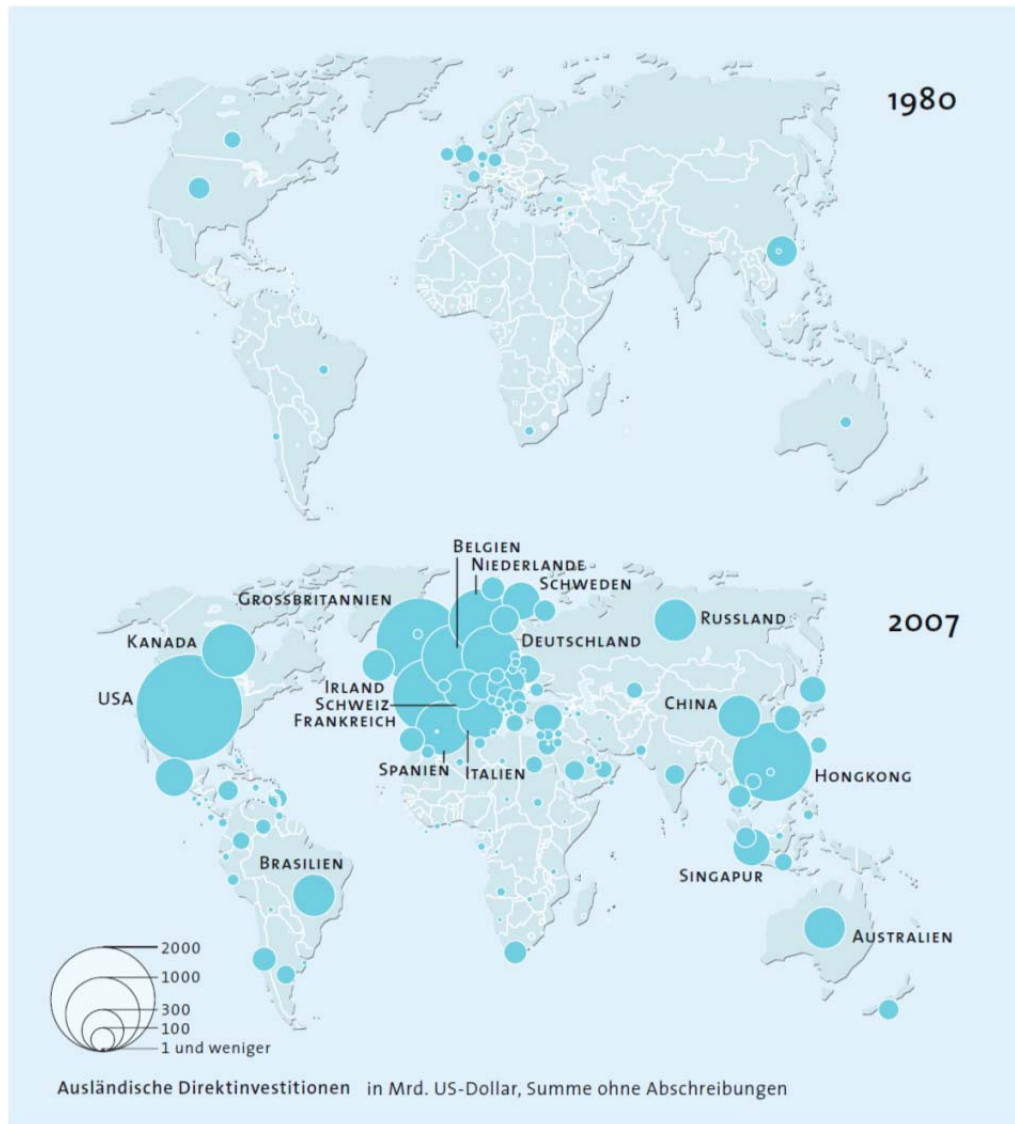 1980
BELGIEN
NIEDERLANDE
SCHWEDEN
GROSSBRITANNIEN
RUSSLAND
2007
KANADA
DEUTSCHLAND
USA
IRLAND
SCHWEIZ
FRANKREICH
CHINA
SPANIEN
ITALIEN
HONGKONG
BRASILIEN
SINGAPUR
AUSTRALIEN
2000
1000
300
100
1 und weniger
Ausländische Direktinvestitionen in Mrd. US-Dollar, Summe ohne Abschreibungen